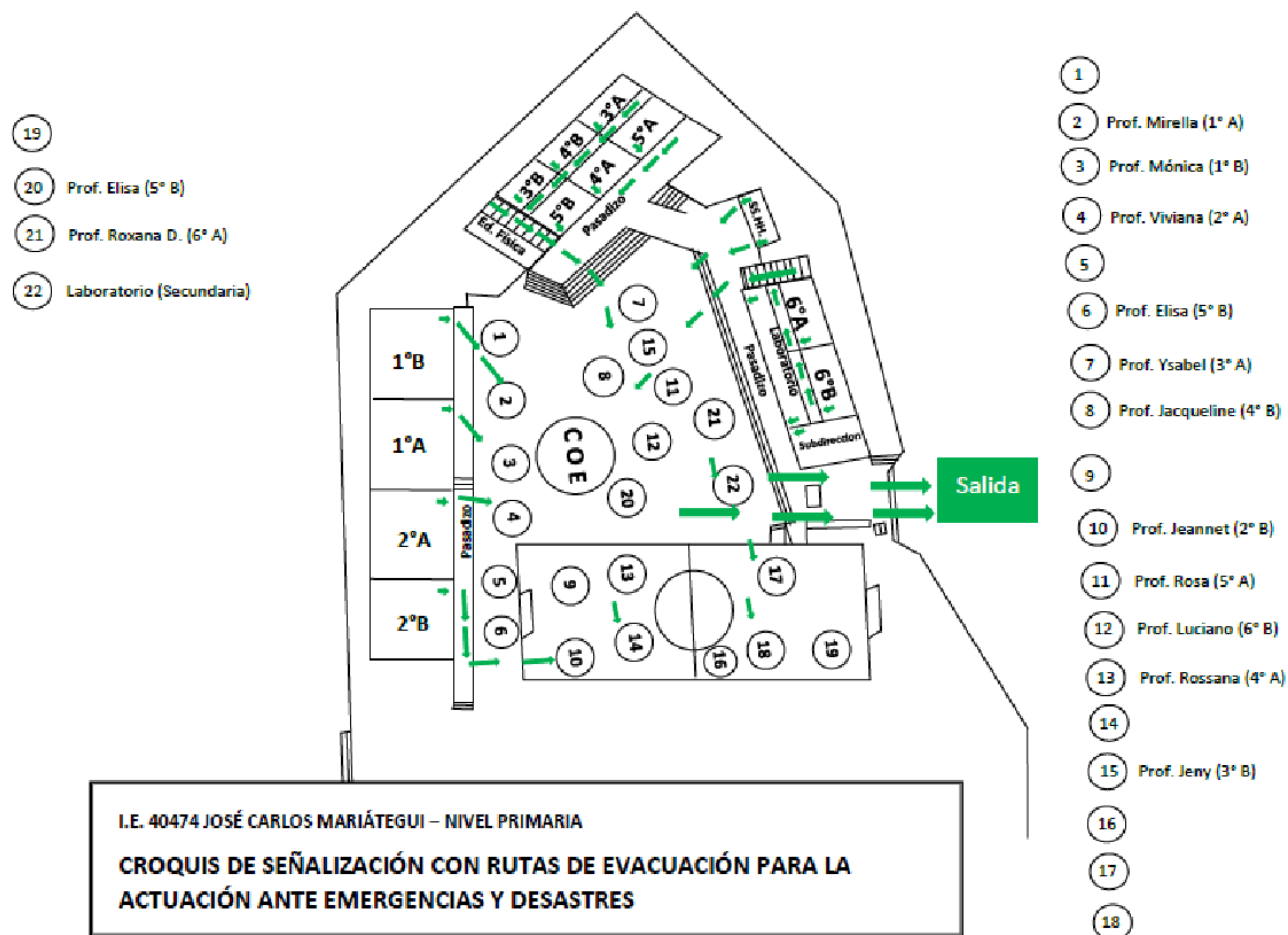 19
20 Prof. Elisa (5° B)
21 Prof. Roxana D. (6° A)
22 Laboratorio (Secundaria)
3°A
4°B
3°B
5°A
4°A
5°B
Pasadizo
Ed. Física
SS.HH.
6°A
6°B
Laboratorio
Pasadizo
Subdireccion
1°B
1°A
2°A
2°B
Pasadizo
COE
1
2
3
4
5
6
7
15
8
11
21
12
22
20
9
13
17
10
14
16
18
19
Salida
1
2 Prof. Mirella (1° A)
3 Prof. Mónica (1° B)
4 Prof. Viviana (2° A)
5
6 Prof. Elisa (5° B)
7 Prof. Ysabel (3° A)
8 Prof. Jacqueline (4° B)
9
10 Prof. Jeannet (2° B)
11 Prof. Rosa (5° A)
12 Prof. Luciano (6° B)
13 Prof. Rossana (4° A)
14
15 Prof. Jeny (3° B)
16
17
18
I.E. 40474 JOSÉ CARLOS MARIÁTEGUI – NIVEL PRIMARIA
CROQUIS DE SEÑALIZACIÓN CON RUTAS DE EVACUACIÓN PARA LA
ACTUACIÓN ANTE EMERGENCIAS Y DESASTRES